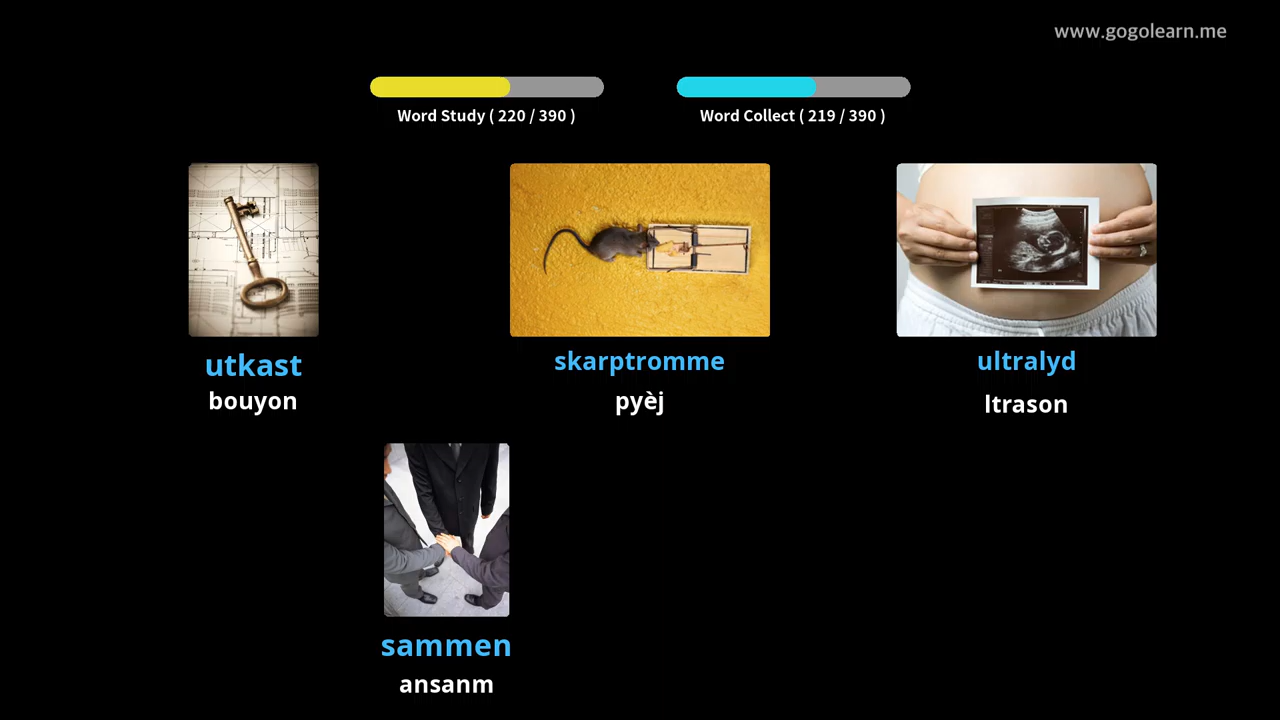 www.gogolearn.me
Word Study ( 220 / 390 )
Word Collect ( 219 / 390 )
utkast
bouyon
skarptromme
pyèj
ultralyd
ltrason
sammen
ansanm